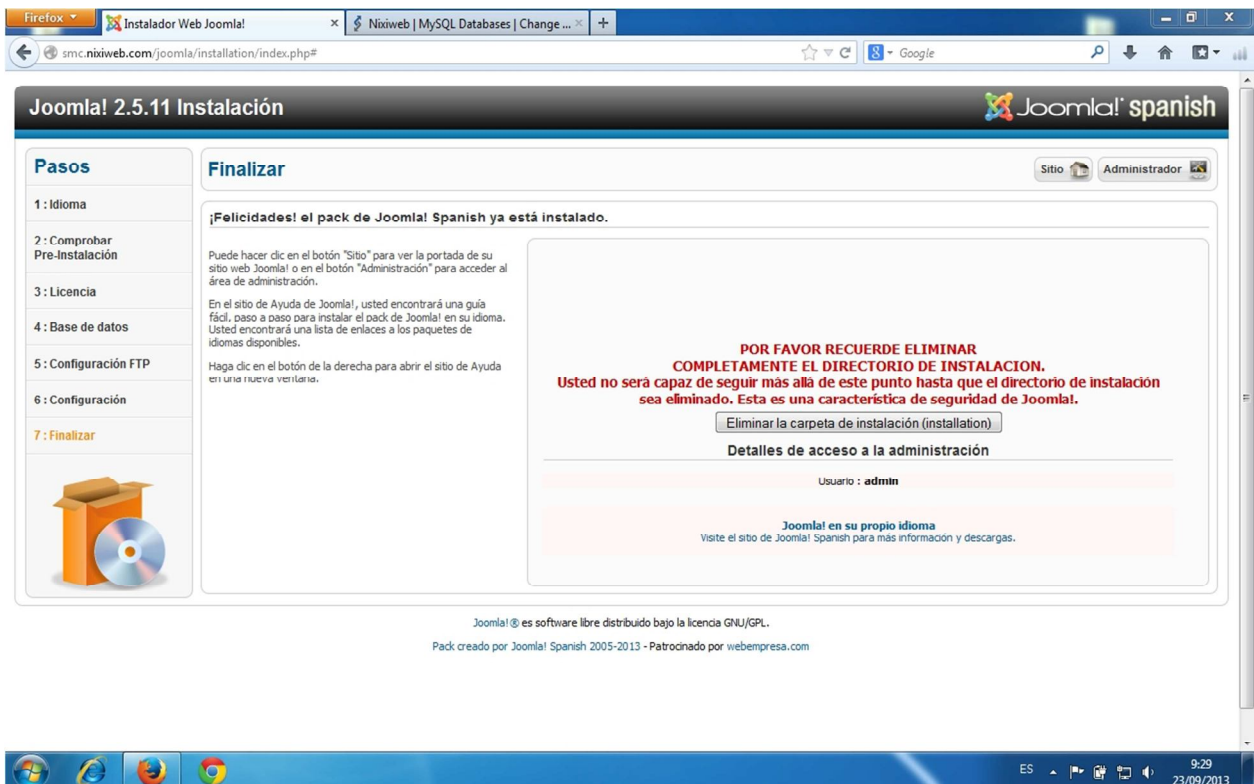 Firefox
Instalador Web Joomla!
Nixiweb | MySQL Databases | Change ...
smc.nixiweb.com/joomla/installation/index.php#
Google
Joomla! 2.5.11 Instalación
Joomla! spanish
Pasos
1 : Idioma
2 : Comprobar
Pre-Instalación
3 : Licencia
4 : Base de datos
5 : Configuración FTP
6 : Configuración
7 : Finalizar
Finalizar
Sitio
Administrador
¡Felicidades! el pack de Joomla! Spanish ya está instalado.
Puede hacer clic en el botón "Sitio" para ver la portada de su
sitio web Joomla! o en el botón "Administración" para acceder al
área de administración.
En el sitio de Ayuda de Joomla!, usted encontrará una guía
fácil, paso a paso para instalar el pack de Joomla! en su idioma.
Usted encontrará una lista de enlaces a los paquetes de
idiomas disponibles.
Haga clic en el botón de la derecha para abrir el sitio de Ayuda
en una nueva ventana.
POR FAVOR RECUERDE ELIMINAR
COMPLETAMENTE EL DIRECTORIO DE INSTALACION.
Usted no será capaz de seguir más allá de este punto hasta que el directorio de instalación
sea eliminado. Esta es una característica de seguridad de Joomla!.
Eliminar la carpeta de instalación (installation)
Detalles de acceso a la administración
Usuario : admin
Joomla! en su propio idioma
Visite el sitio de Joomla! Spanish para más información y descargas.
Joomla! ® es software libre distribuido bajo la licencia GNU/GPL.
Pack creado por Joomla! Spanish 2005-2013 - Patrocinado por webempresa.com
ES
9:29
23/09/2013